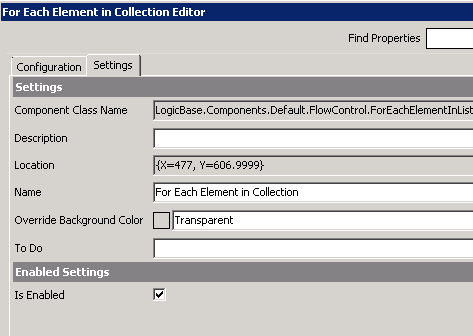 For Each Element in Collection Editor
Find Properties
Configuration Settings
Settings
Component Class Name LogicBase.Components.Default.FlowControl.ForEachElementInList
Description
Location {X=477, Y=606.9999}
Name For Each Element in Collection
Override Background Color Transparent
To Do
Enabled Settings
Is Enabled